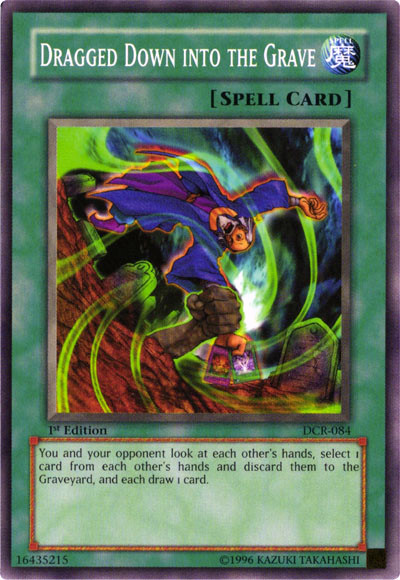 DRAGGED DOWN INTO THE GRAVE
SPELL
魔
[SPELL CARD]
1st Edition
DCR-084
You and your opponent look at each other's hands, select 1
card from each other's hands and discard them to the
Graveyard, and each draw 1 card.
16435215
©1996 KAZUKI TAKAHASHI